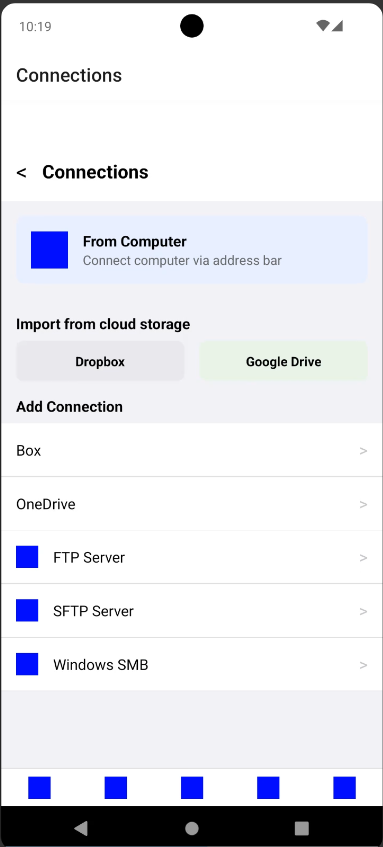 10:19
Connections
< Connections
From Computer
Connect computer via address bar
Import from cloud storage
Dropbox
Google Drive
Add Connection
Box >
OneDrive >
FTP Server >
SFTP Server >
Windows SMB >